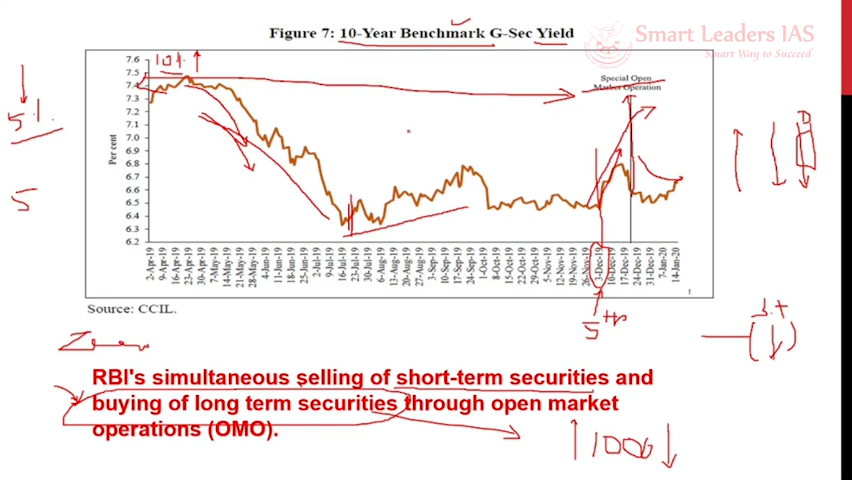 Smart Leaders IAS
Smart Way to Succeed
Figure 7: 10-Year Benchmark G-Sec Yield
10%
Special Open
Market Operation
5%
5
Per cent
7.6
7.5
7.4
7.3
7.2
7.1
7.0
6.9
6.8
6.7
6.6
6.5
6.4
6.3
6.2
2-Apr-19
9-Apr-19
16-Apr-19
23-Apr-19
30-Apr-19
7-May-19
14-May-19
21-May-19
28-May-19
4-Jun-19
11-Jun-19
18-Jun-19
25-Jun-19
2-Jul-19
9-Jul-19
16-Jul-19
23-Jul-19
30-Jul-19
6-Aug-19
13-Aug-19
20-Aug-19
27-Aug-19
3-Sep-19
10-Sep-19
17-Sep-19
24-Sep-19
1-Oct-19
8-Oct-19
15-Oct-19
22-Oct-19
29-Oct-19
5-Nov-19
12-Nov-19
19-Nov-19
26-Nov-19
3-Dec-19
10-Dec-19
17-Dec-19
24-Dec-19
31-Dec-19
7-Jan-20
14-Jan-20
Source: CCIL.
5th
RBI's simultaneous selling of short-term securities and
buying of long term securities through open market
operations (OMO).
1000